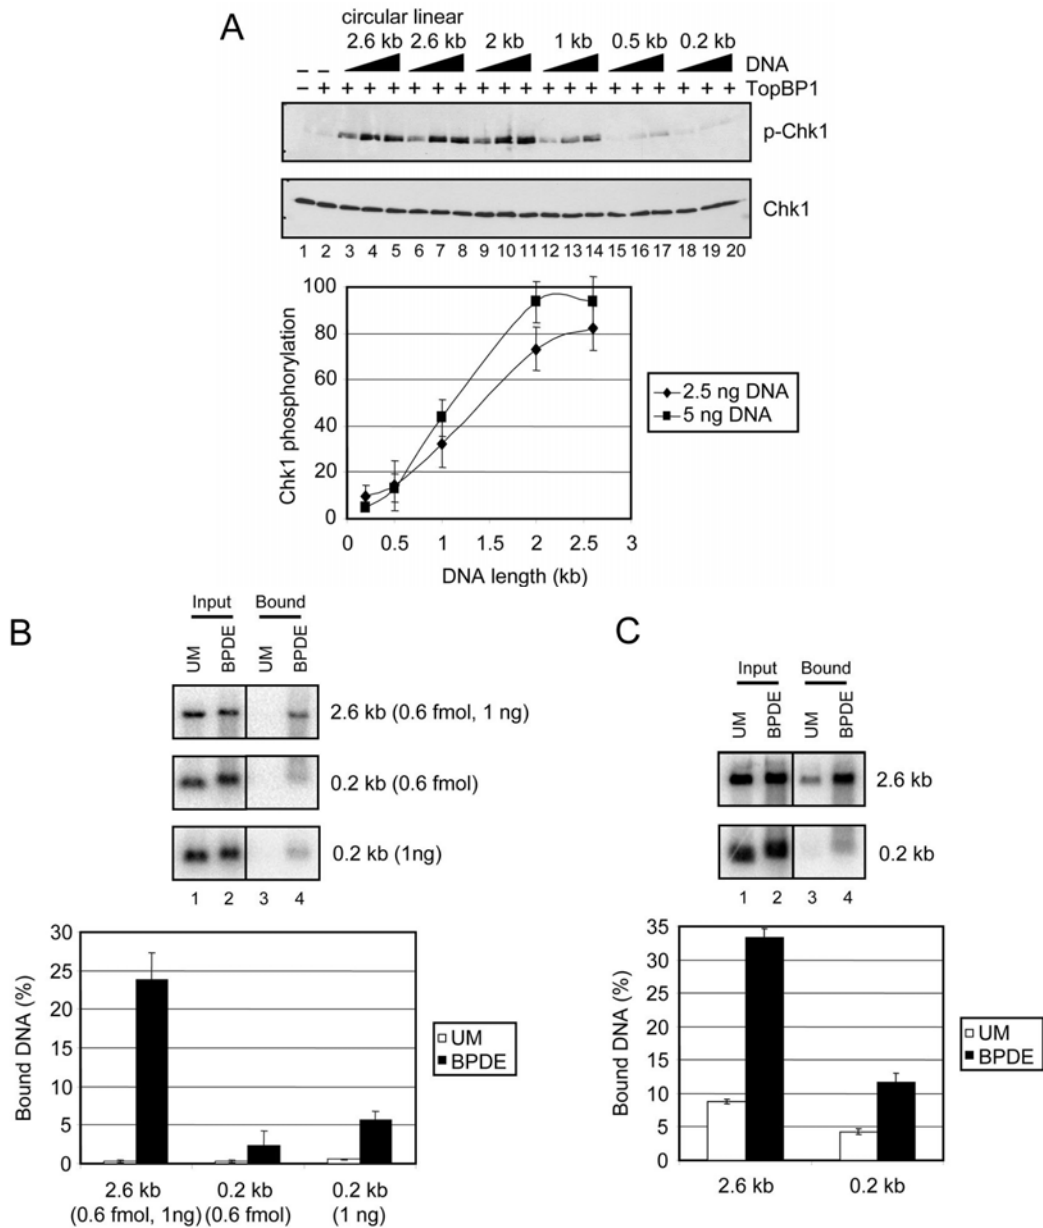 A
circular linear
2.6 kb 2.6 kb 2 kb 1 kb 0.5 kb 0.2 kb
DNA
– – + + + + + + + + + + + + + + + + + +
– + TopBP1
p-Chk1
Chk1
1 2 3 4 5 6 7 8 9 10 11 12 13 14 15 16 17 18 19 20
100
80
60
40
20
0
Chk1 phosphorylation
0 0.5 1 1.5 2 2.5 3
DNA length (kb)
2.5 ng DNA
5 ng DNA
B
Input Bound
UM BPDE UM BPDE
2.6 kb (0.6 fmol, 1 ng)
0.2 kb (0.6 fmol)
0.2 kb (1ng)
1 2 3 4
30
25
20
15
10
5
0
Bound DNA (%)
2.6 kb 0.2 kb 0.2 kb
(0.6 fmol, 1ng) (0.6 fmol) (1 ng)
UM
BPDE
C
Input Bound
UM BPDE UM BPDE
2.6 kb
0.2 kb
1 2 3 4
35
30
25
20
15
10
5
0
Bound DNA (%)
2.6 kb 0.2 kb
UM
BPDE